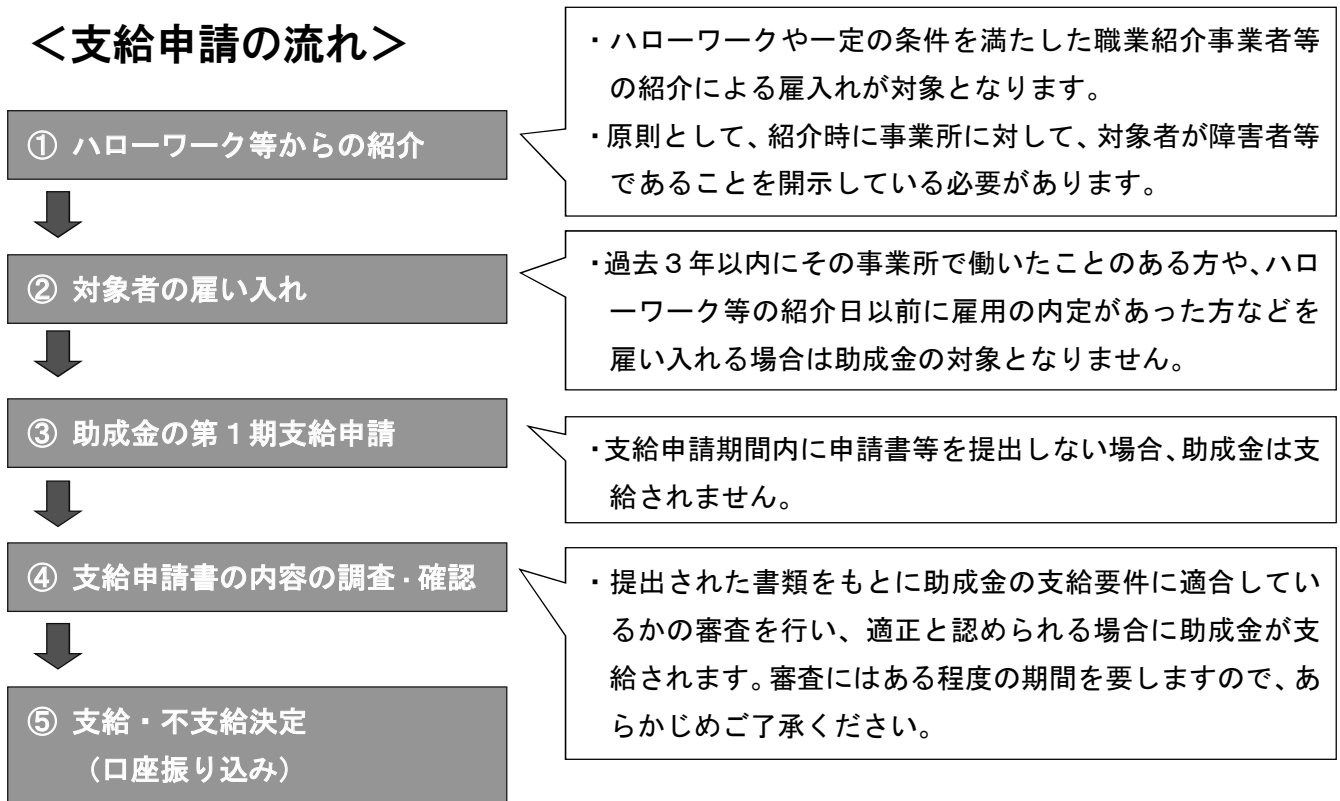 ＜支給申請の流れ＞
① ハローワーク等からの紹介
・ハローワークや一定の条件を満たした職業紹介事業者等
の紹介による雇入れが対象となります。
・原則として、紹介時に事業所に対して、対象者が障害者等
であることを開示している必要があります。
② 対象者の雇い入れ
・過去３年以内にその事業所で働いたことのある方や、ハロ
ーワーク等の紹介日以前に雇用の内定があった方などを
雇い入れる場合は助成金の対象となりません。
③ 助成金の第１期支給申請
・支給申請期間内に申請書等を提出しない場合、助成金は支
給されません。
④ 支給申請書の内容の調査・確認
・提出された書類をもとに助成金の支給要件に適合してい
るかの審査を行い、適正と認められる場合に助成金が支
給されます。審査にはある程度の期間を要しますので、あ
らかじめご了承ください。
⑤ 支給・不支給決定
（口座振り込み）